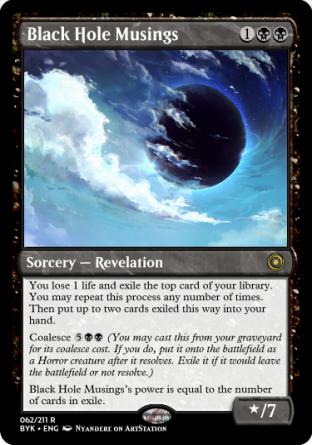 Black Hole Musings 1
Sorcery — Revelation
You lose 1 life and exile the top card of your library.
You may repeat this process any number of times.
Then put up to two cards exiled this way into your
hand.
Coalesce 5 (You may cast this from your graveyard
for its coalesce cost. If you do, put it onto the battlefield
as a Horror creature after it resolves. Exile it if it would
leave the battlefield or not resolve.)
Black Hole Musings's power is equal to the number
of cards in exile.
★/7
062/211 R
BYK • ENG Nyandere on ArtStation